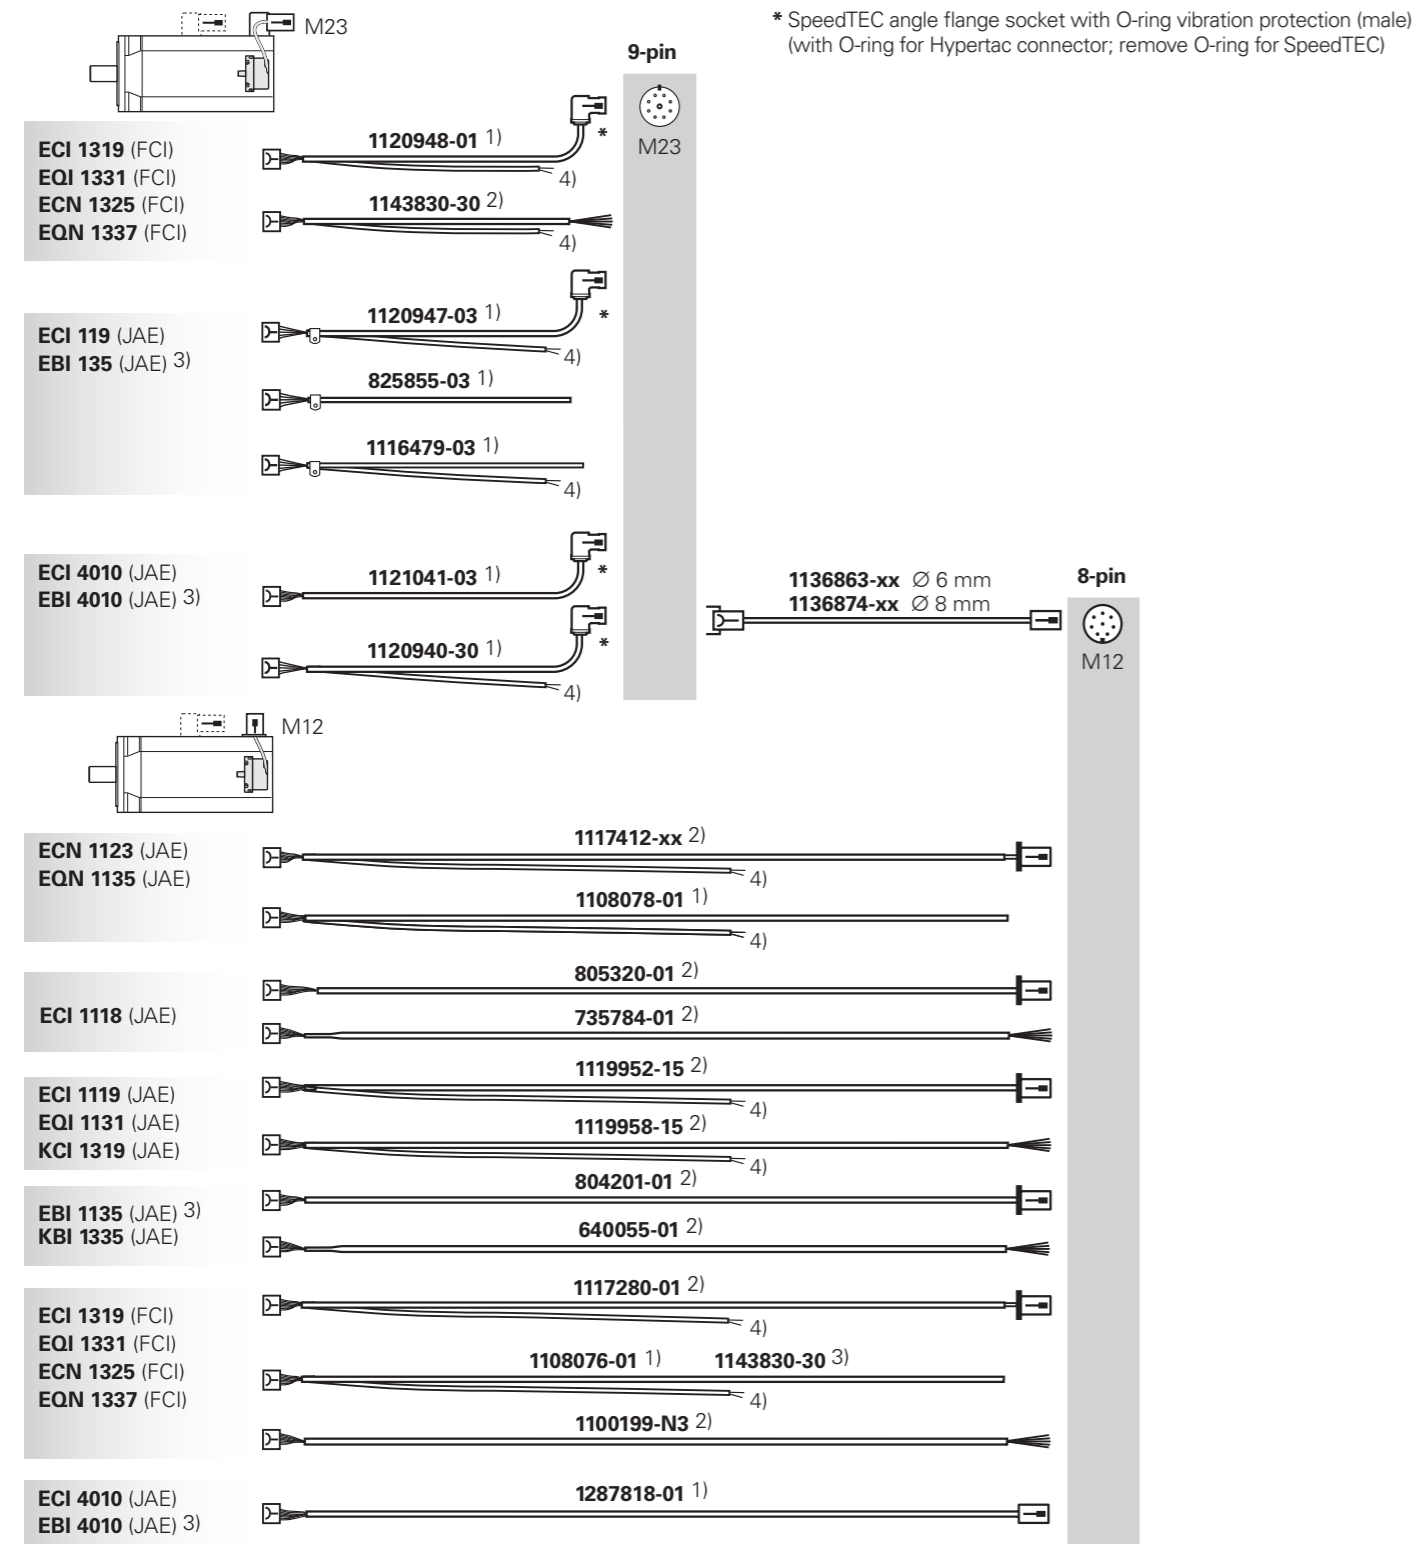 M23
* SpeedTEC angle flange socket with O-ring vibration protection (male)
(with O-ring for Hypertac connector; remove O-ring for SpeedTEC)
9-pin
M23
ECI 1319 (FCI)
EQI 1331 (FCI)
ECN 1325 (FCI)
EQN 1337 (FCI)
1120948-01 1)
*
4)
1143830-30 2)
4)
ECI 119 (JAE)
EBI 135 (JAE) 3)
1120947-03 1)
*
4)
825855-03 1)
1116479-03 1)
4)
ECI 4010 (JAE)
EBI 4010 (JAE) 3)
1121041-03 1)
*
1120940-30 1)
*
4)
1136863-xx Ø 6 mm
1136874-xx Ø 8 mm
8-pin
M12
M12
ECN 1123 (JAE)
EQN 1135 (JAE)
1117412-xx 2)
4)
1108078-01 1)
4)
ECI 1118 (JAE)
805320-01 2)
735784-01 2)
ECI 1119 (JAE)
EQI 1131 (JAE)
KCI 1319 (JAE)
1119952-15 2)
4)
1119958-15 2)
4)
EBI 1135 (JAE) 3)
KBI 1335 (JAE)
804201-01 2)
640055-01 2)
ECI 1319 (FCI)
EQI 1331 (FCI)
ECN 1325 (FCI)
EQN 1337 (FCI)
1117280-01 2)
4)
1108076-01 1) 1143830-30 3)
4)
1100199-N3 2)
ECI 4010 (JAE)
EBI 4010 (JAE) 3)
1287818-01 1)